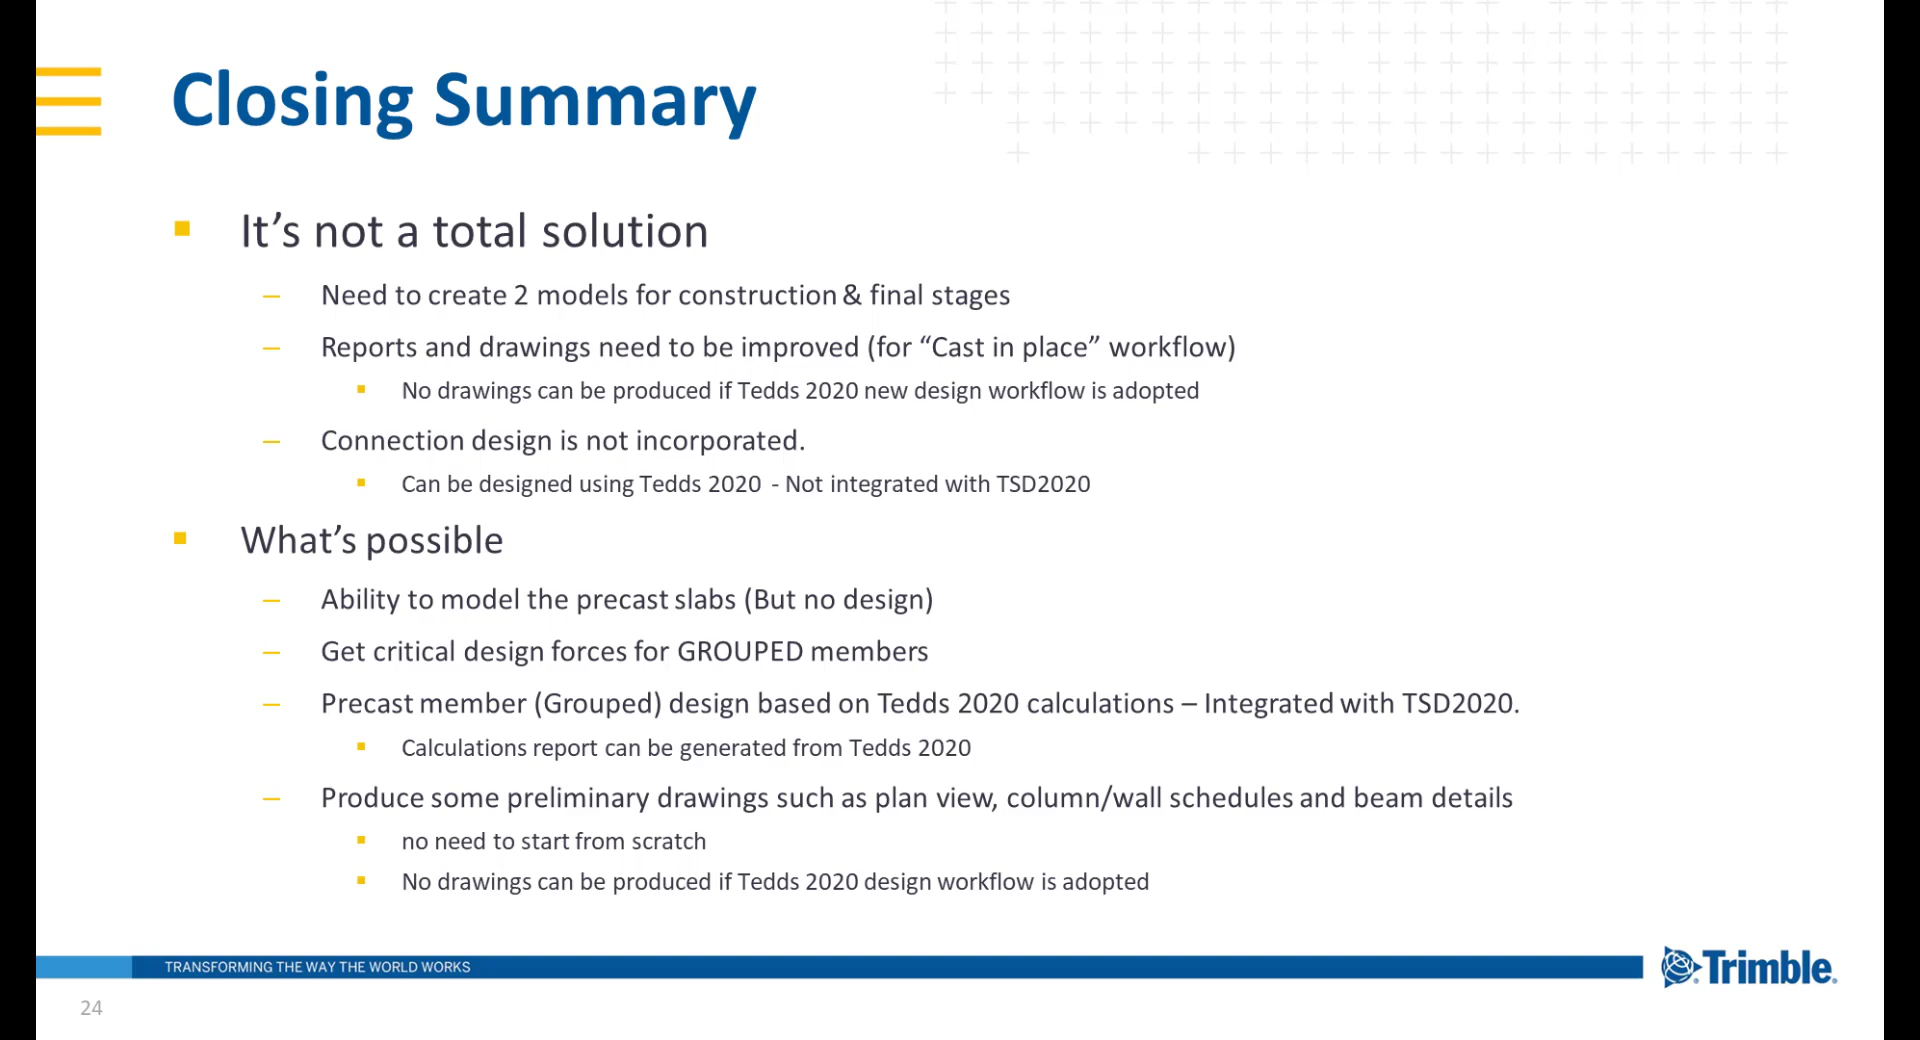 Closing Summary
▪ It’s not a total solution
– Need to create 2 models for construction & final stages
– Reports and drawings need to be improved (for “Cast in place” workflow)
▪ No drawings can be produced if Tedds 2020 new design workflow is adopted
– Connection design is not incorporated.
▪ Can be designed using Tedds 2020 - Not integrated with TSD2020
▪ What’s possible
– Ability to model the precast slabs (But no design)
– Get critical design forces for GROUPED members
– Precast member (Grouped) design based on Tedds 2020 calculations – Integrated with TSD2020.
▪ Calculations report can be generated from Tedds 2020
– Produce some preliminary drawings such as plan view, column/wall schedules and beam details
▪ no need to start from scratch
▪ No drawings can be produced if Tedds 2020 design workflow is adopted
TRANSFORMING THE WAY THE WORLD WORKS
Trimble.
24